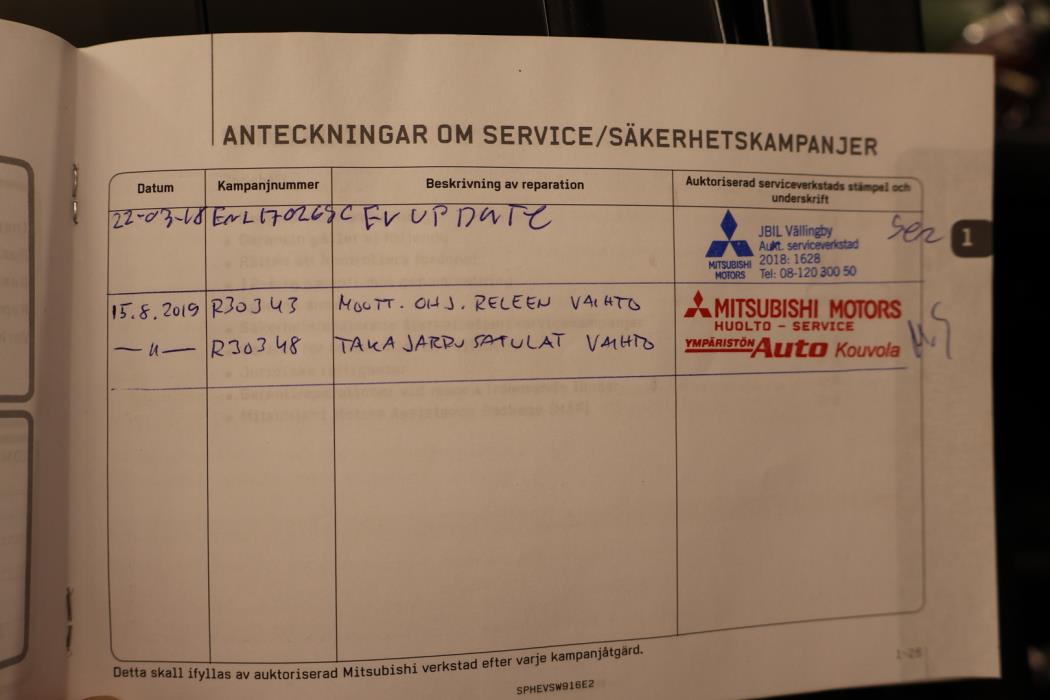 ANTECKNINGAR OM SERVICE/SÄKERHETSKAMPANJER
Datum Kampanjnummer Beskrivning av reparation Auktoriserad serviceverkstads stämpel och underskrift
22-03-18 EV UPDATE
MITSUBISHI MOTORS
JBIL Vällingby
Aukt. serviceverkstad
2018: 1628
Tel: 08-120 300 50
1
15.8.2019 R30343 MOOTT. OHJ. RELEEN VAIHTO
MITSUBISHI MOTORS
HUOLTO - SERVICE
—"— R30348 TAKA JARRUSATULAT VAIHTO
YMPÄRISTÖN Auto Kouvola
Detta skall ifyllas av auktoriserad Mitsubishi verkstad efter varje kampanjåtgärd.
SPHEVSW916E2